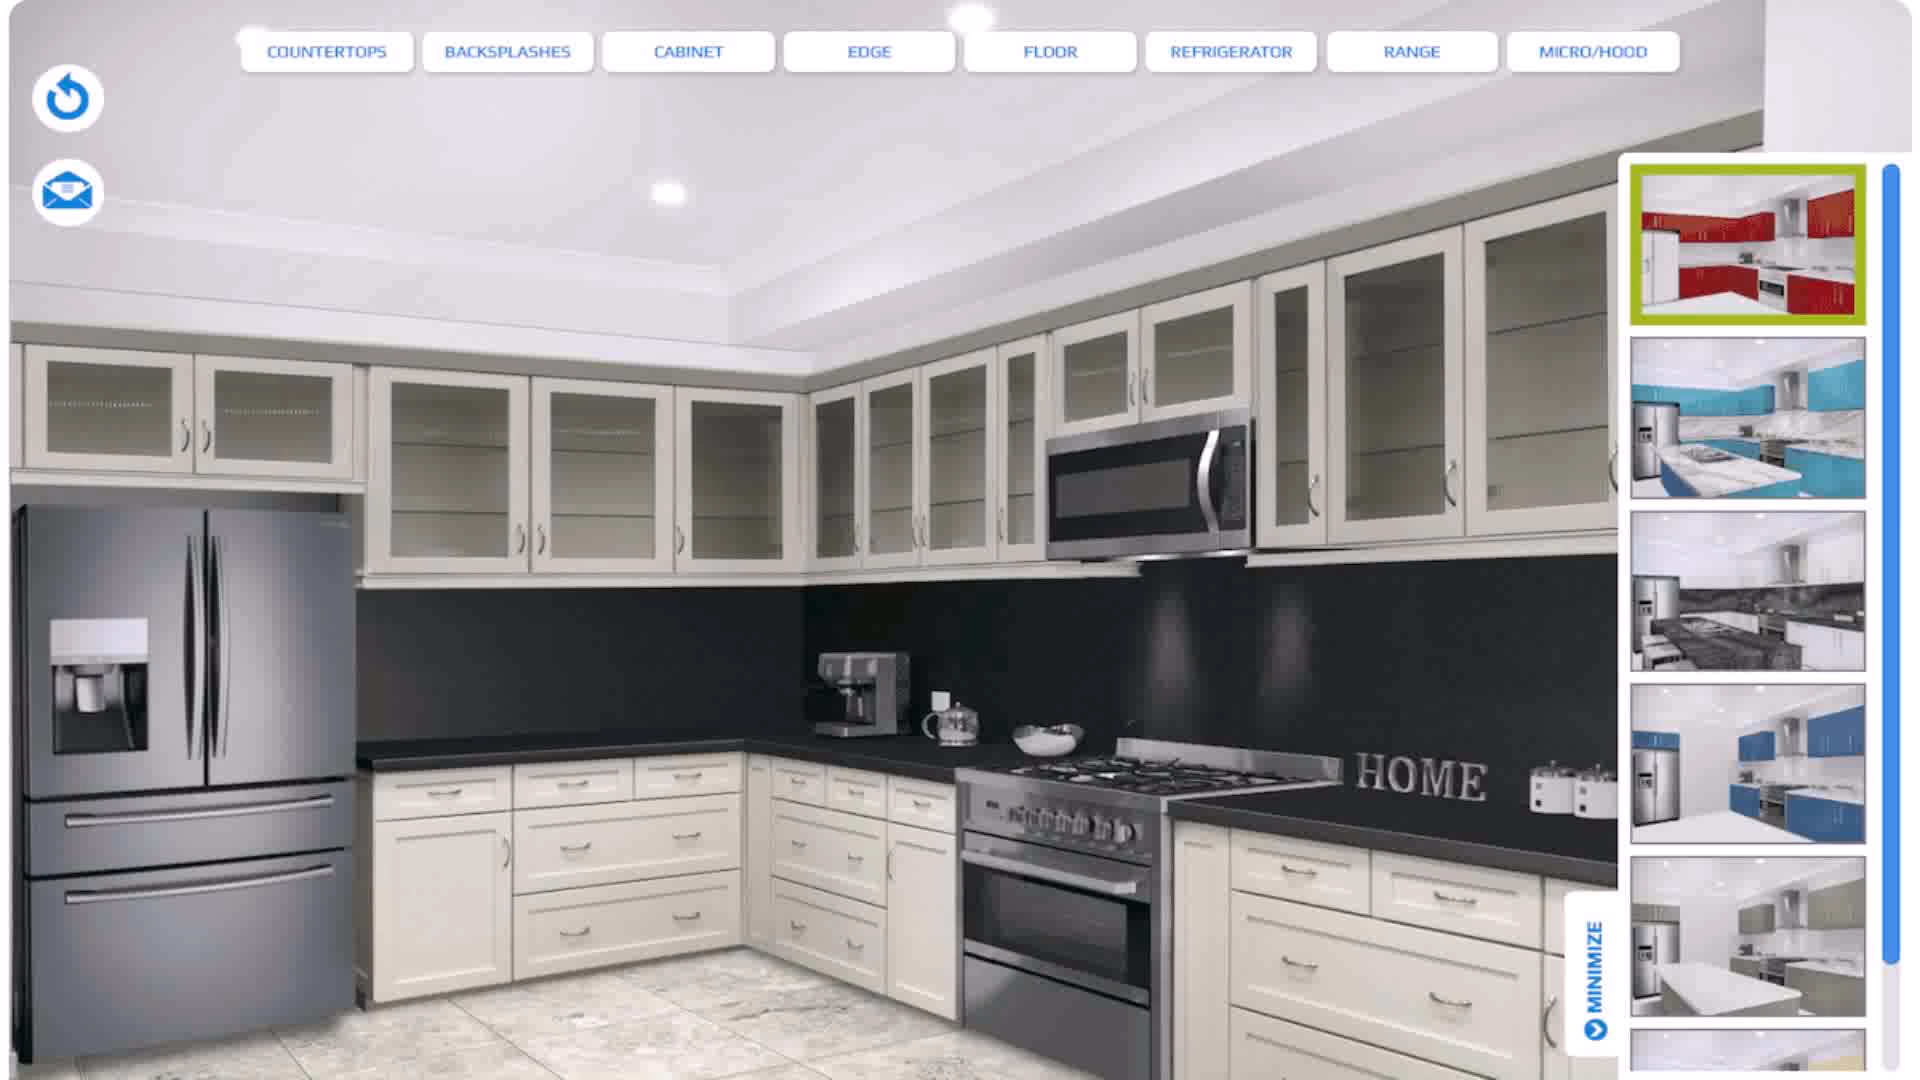 COUNTERTOPS
BACKSPLASHES
CABINET
EDGE
FLOOR
REFRIGERATOR
RANGE
MICRO/HOOD
HOME
MINIMIZE